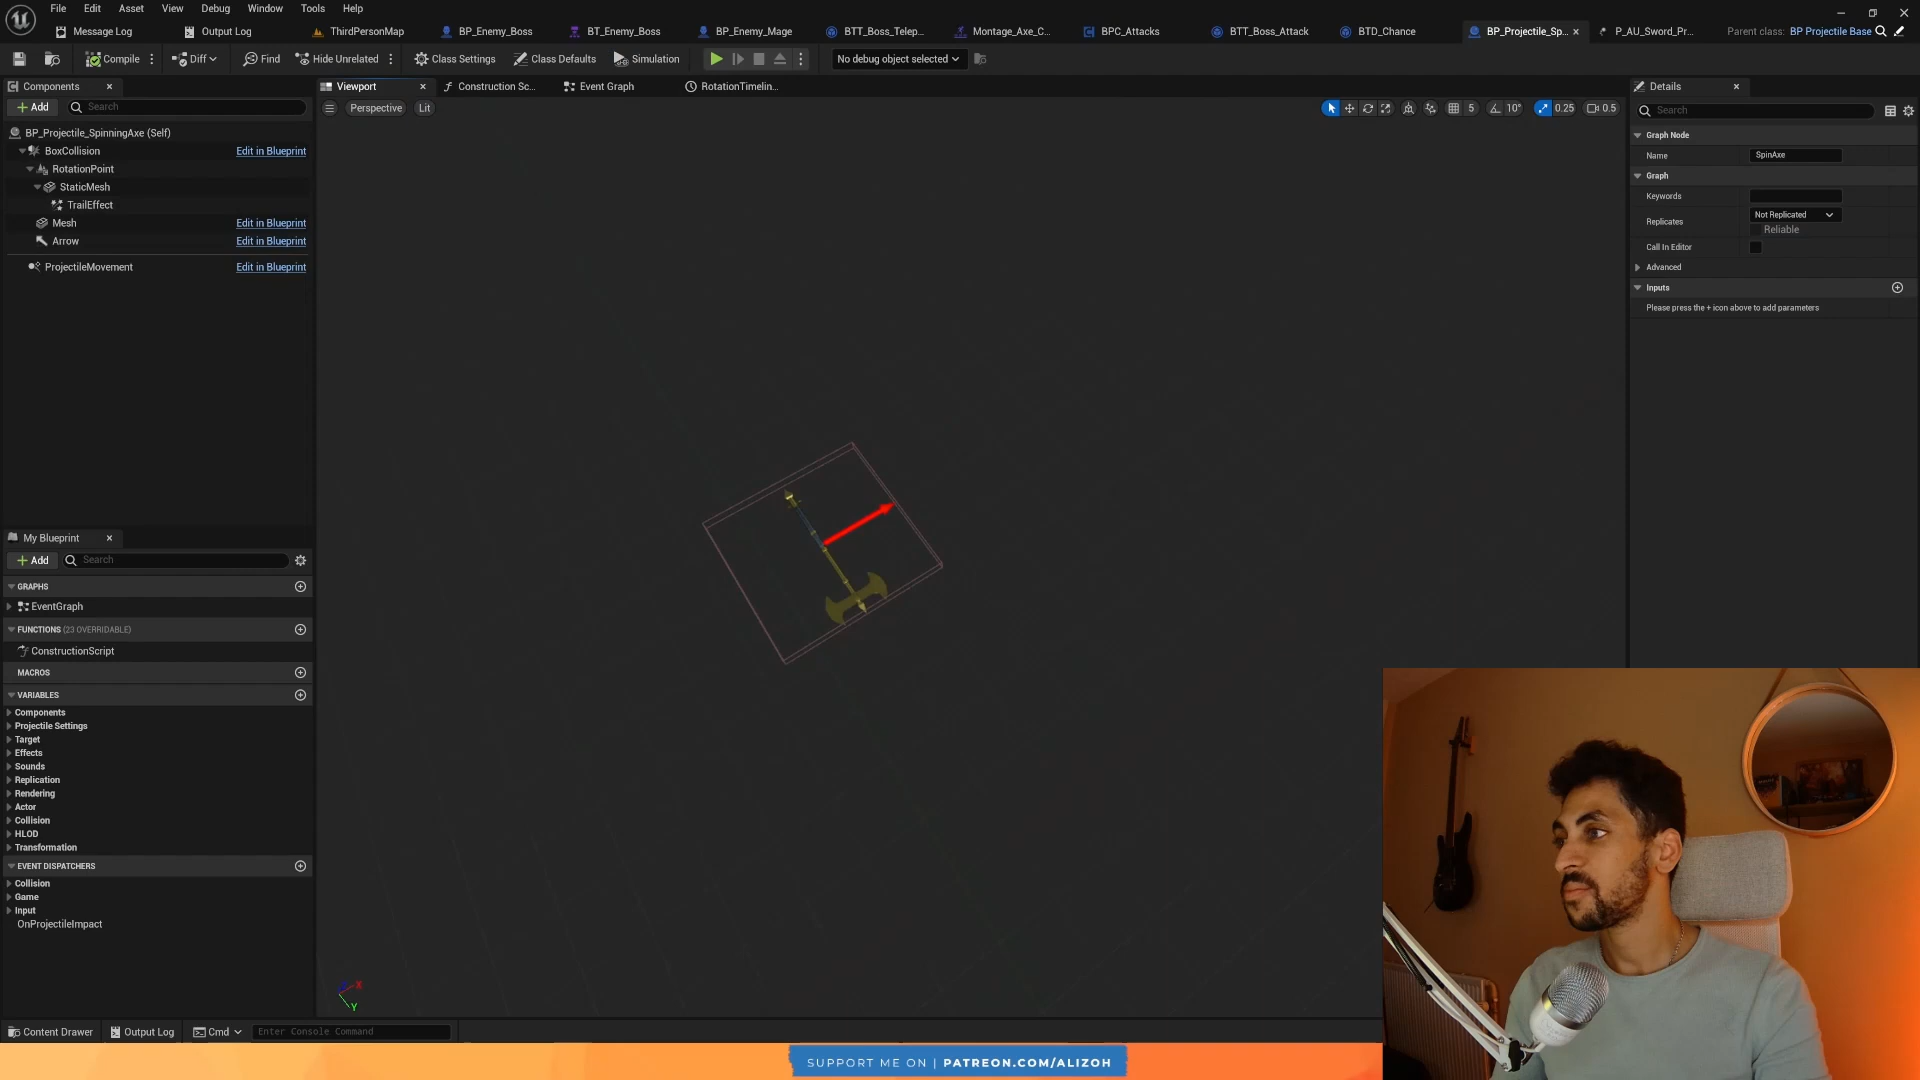 File Edit Asset View Debug Window Tools Help
Message Log Output Log ThirdPersonMap BP_Enemy_Boss BT_Enemy_Boss BP_Enemy_Mage BTT_Boss_Telep... Montage_Axe_C... BPC_Attacks BTT_Boss_Attack BTD_Chance BP_Projectile_Sp... P_AU_Sword_Pr... Parent class: BP Projectile Base
Compile Diff Find Hide Unrelated Class Settings Class Defaults Simulation No debug object selected
Components Viewport Construction Sc... Event Graph RotationTimelin... Details
Add Search Perspective Lit 5 10° 0.25 0.5 Search
BP_Projectile_SpinningAxe (Self)
BoxCollision Edit in Blueprint
RotationPoint
StaticMesh
TrailEffect
Mesh Edit in Blueprint
Arrow Edit in Blueprint
ProjectileMovement Edit in Blueprint
Graph Node
Name SpinAxe
Graph
Keywords
Replicates Not Replicated
Reliable
Call In Editor
Advanced
Inputs
Please press the + icon above to add parameters
My Blueprint
Add Search
GRAPHS
EventGraph
FUNCTIONS (23 OVERRIDABLE)
ConstructionScript
MACROS
VARIABLES
Components
Projectile Settings
Target
Effects
Sounds
Replication
Rendering
Actor
Collision
HLOD
Transformation
EVENT DISPATCHERS
Collision
Game
Input
OnProjectileImpact
X
Y
Content Drawer Output Log Cmd Enter Console Command
SUPPORT ME ON | PATREON.COM/ALIZOH